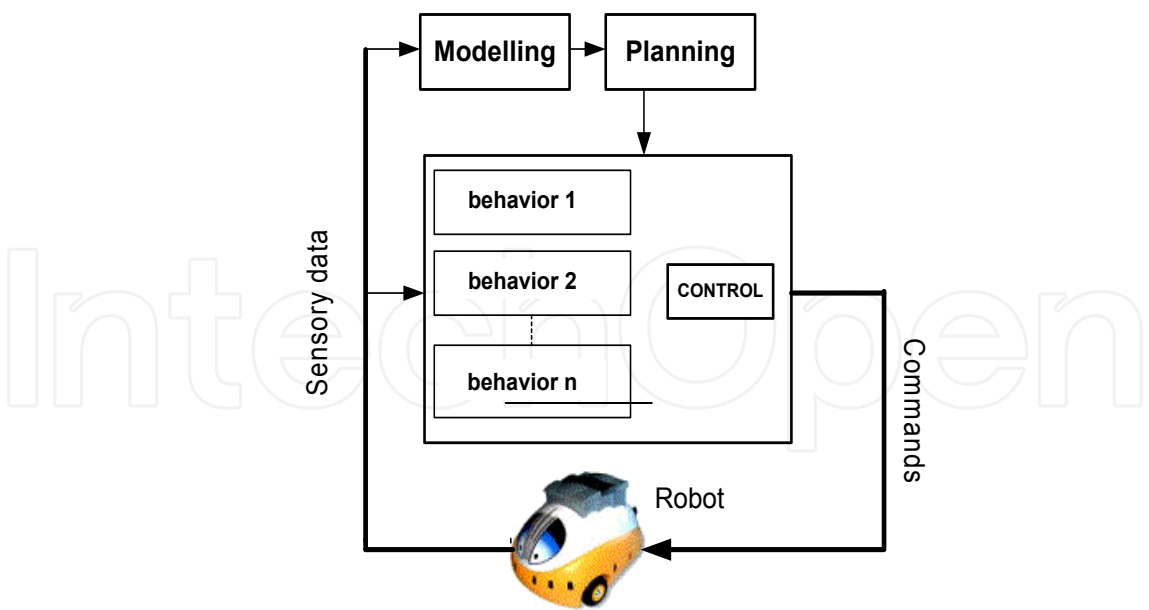 Modelling
Planning
behavior 1
behavior 2
CONTROL
behavior n
Sensory data
Commands
Robot
IntechOpen